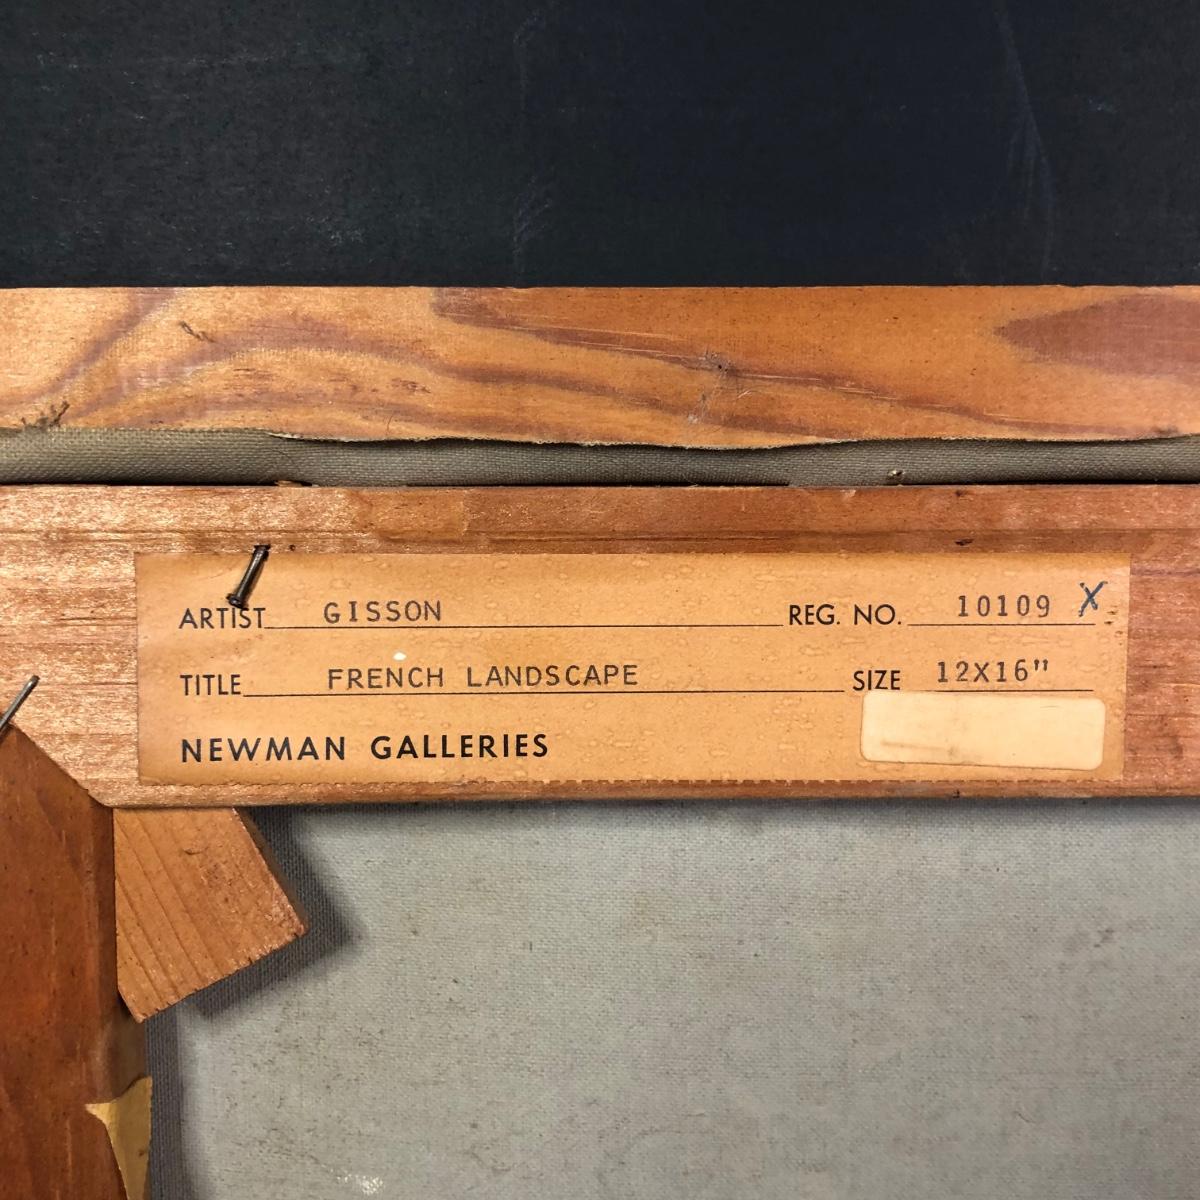 ARTIST GISSON REG. NO. 10109 X
TITLE FRENCH LANDSCAPE SIZE 12X16"
NEWMAN GALLERIES